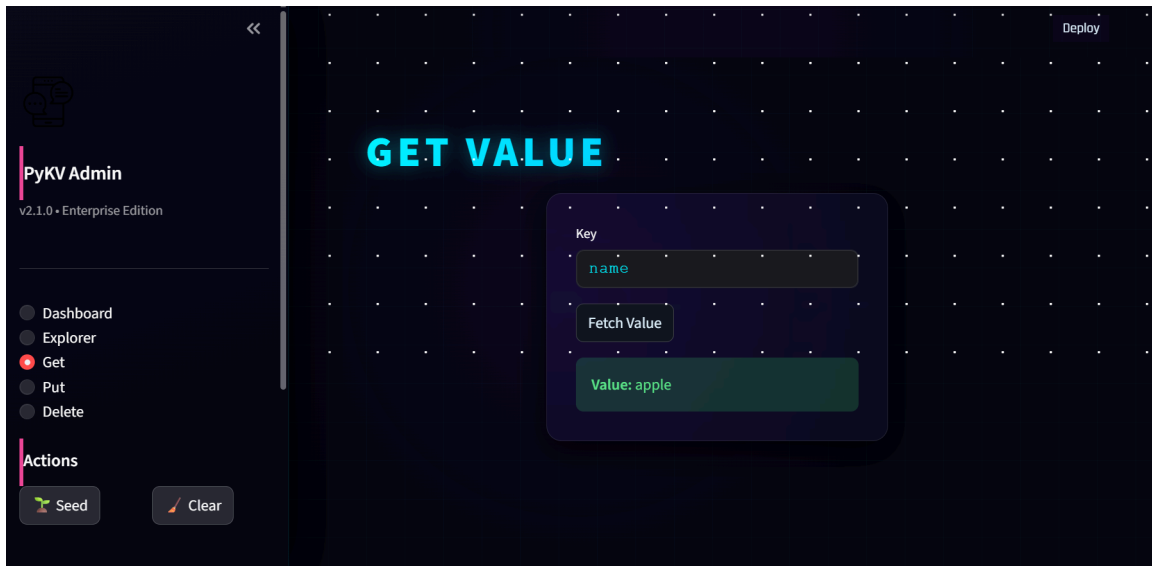 Deploy
PyKV Admin
v2.1.0 • Enterprise Edition
Dashboard
Explorer
Get
Put
Delete
Actions
Seed
Clear
GET VALUE
Key
name
Fetch Value
Value: apple